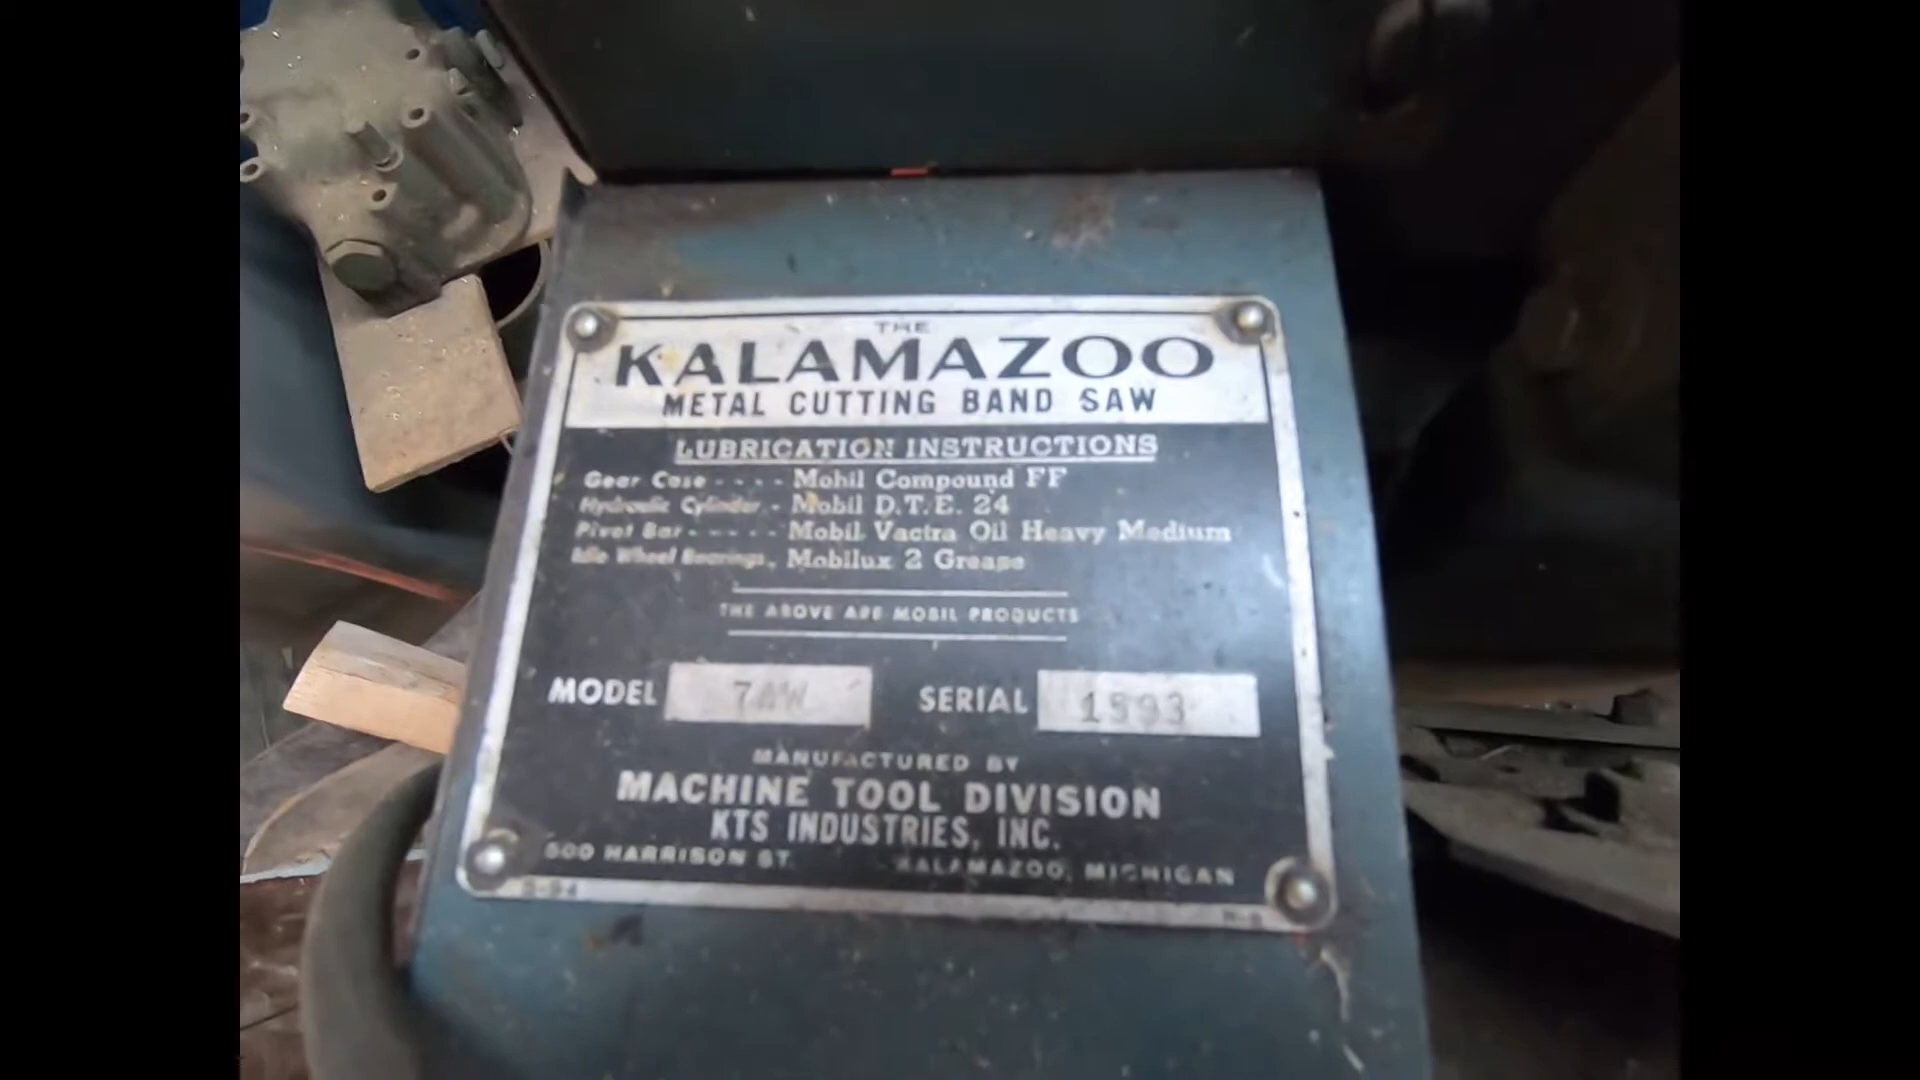 THE
KALAMAZOO
METAL CUTTING BAND SAW
LUBRICATION INSTRUCTIONS
Gear Case - - - - Mobil Compound FF
Hydraulic Cylinder - Mobil D.T.E. 24
Pivot Bar - - - - - Mobil Vactra Oil Heavy Medium
Idle Wheel Bearings. Mobilux 2 Grease
THE ABOVE ARE MOBIL PRODUCTS
MODEL 7AW SERIAL 1593
MANUFACTURED BY
MACHINE TOOL DIVISION
KTS INDUSTRIES, INC.
500 HARRISON ST. KALAMAZOO, MICHIGAN